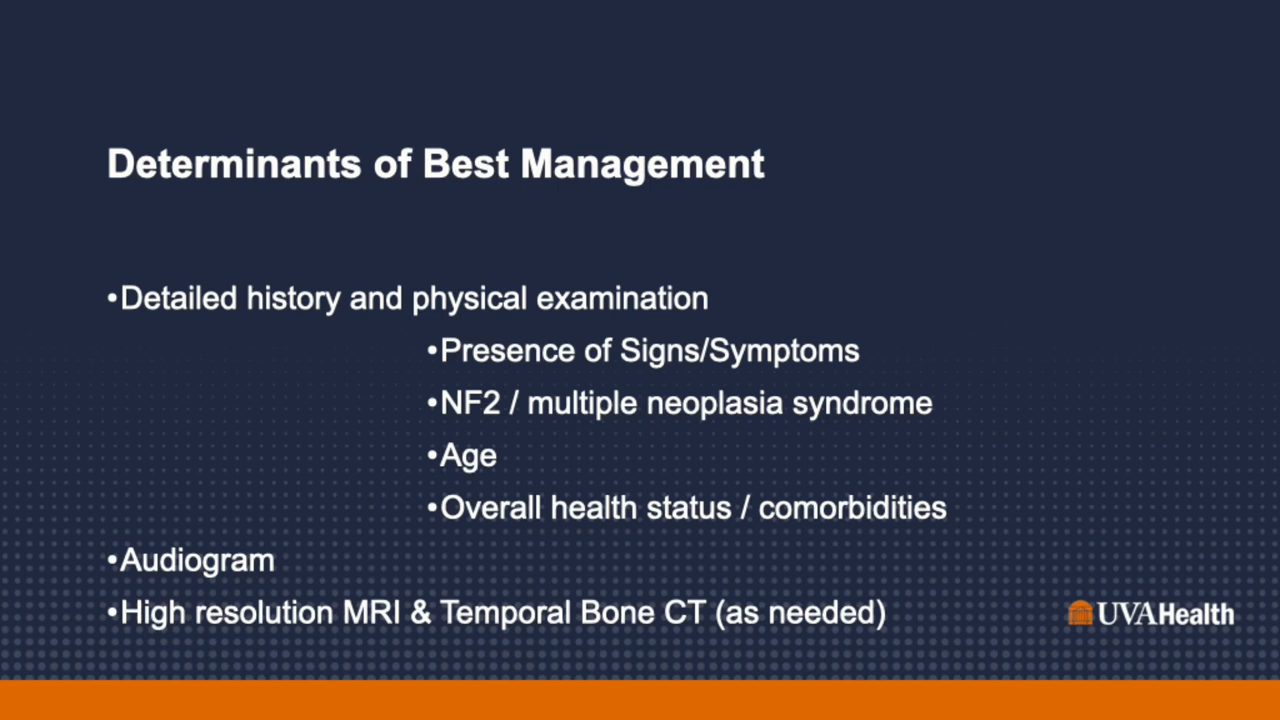 Determinants of Best Management
•Detailed history and physical examination
•Presence of Signs/Symptoms
•NF2 / multiple neoplasia syndrome
•Age
•Overall health status / comorbidities
•Audiogram
•High resolution MRI & Temporal Bone CT (as needed)
UVAHealth